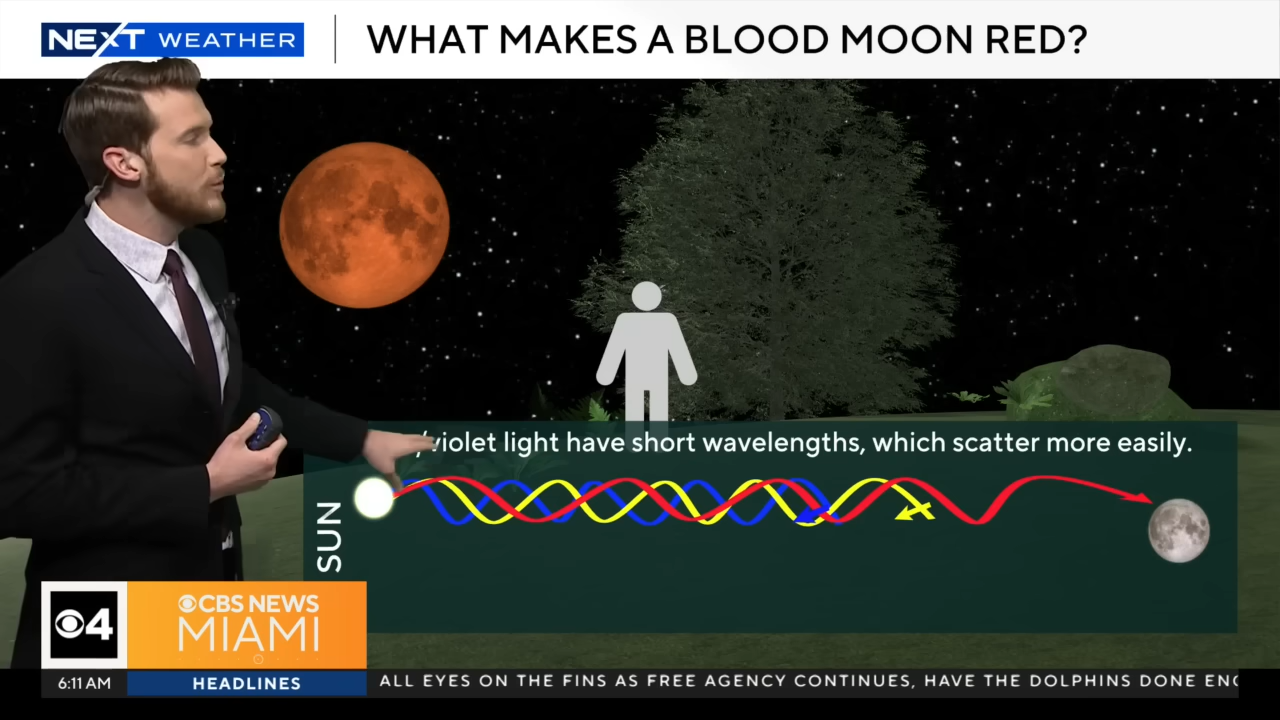 NEXT WEATHER
WHAT MAKES A BLOOD MOON RED?
/violet light have short wavelengths, which scatter more easily.
SUN
4
CBS NEWS
MIAMI
6:11 AM
HEADLINES
ALL EYES ON THE FINS AS FREE AGENCY CONTINUES, HAVE THE DOLPHINS DONE